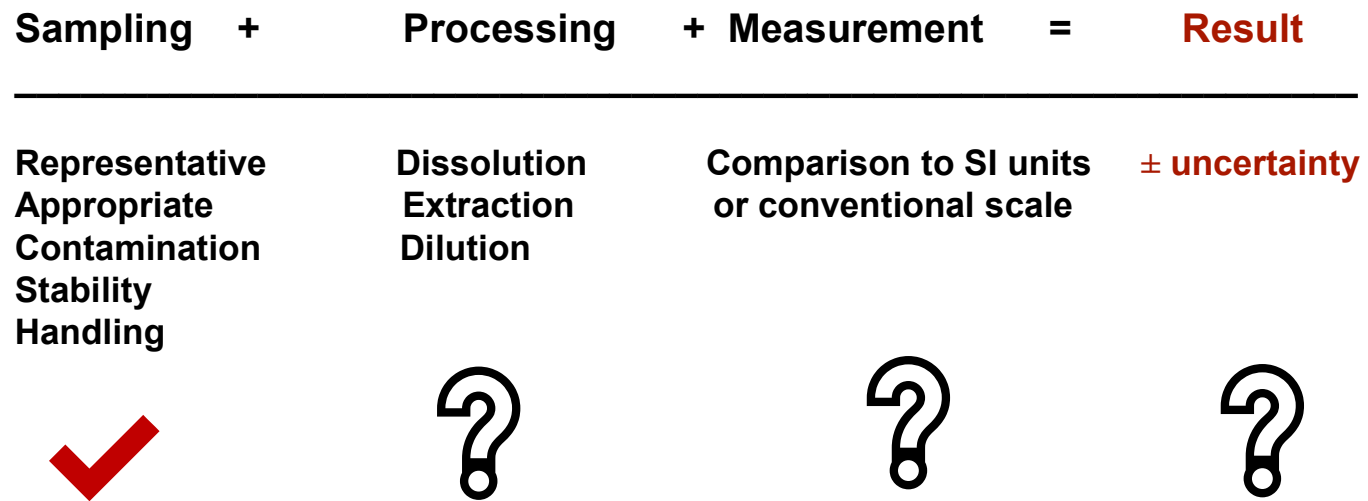 Sampling + Processing + Measurement = Result
Representative Dissolution Comparison to SI units ± uncertainty
Appropriate Extraction or conventional scale
Contamination Dilution
Stability
Handling